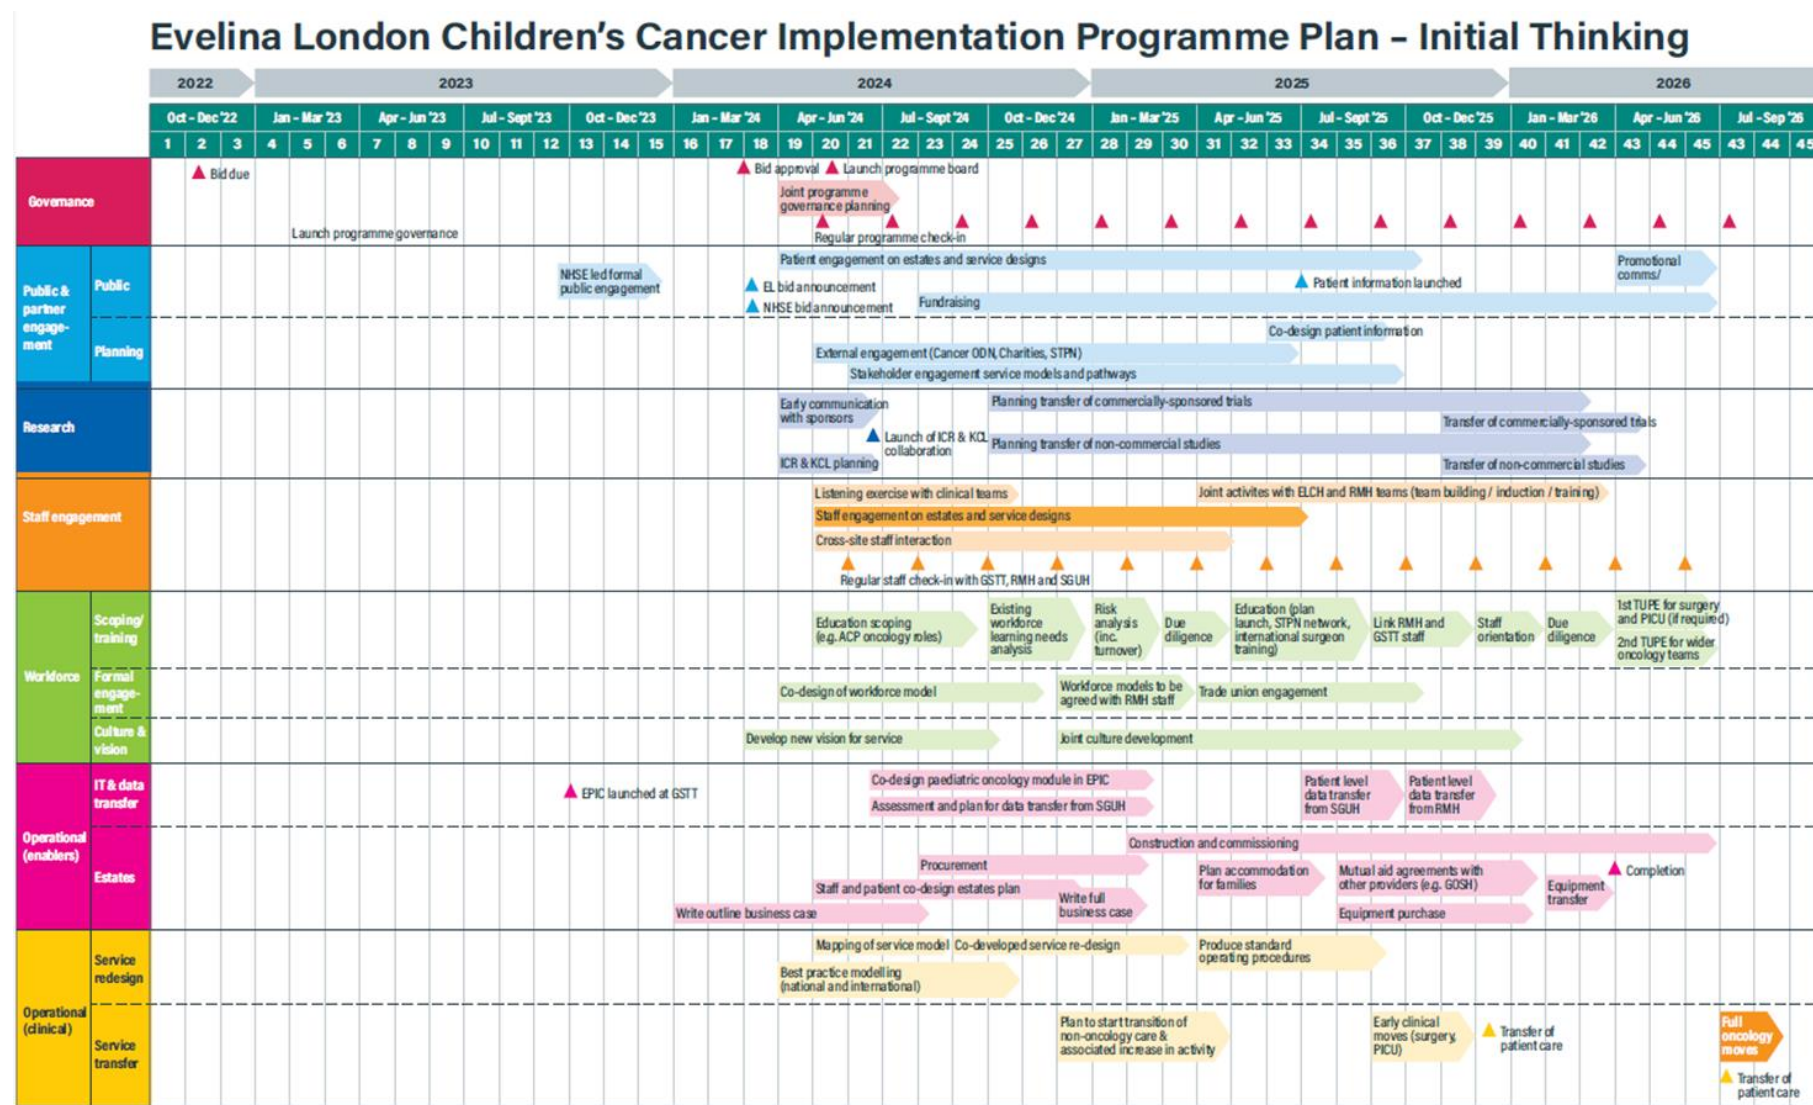 Evelina London Children’s Cancer Implementation Programme Plan – Initial Thinking
2022 2023 2024 2025 2026
Oct – Dec ’22 Jan – Mar ’23 Apr – Jun ’23 Jul – Sept ’23 Oct – Dec ’23 Jan – Mar ’24 Apr – Jun ’24 Jul – Sept ’24 Oct – Dec ’24 Jan – Mar ’25 Apr – Jun ’25 Jul – Sept ’25 Oct – Dec ’25 Jan – Mar ’26 Apr – Jun ’26 Jul – Sep ’26
1 2 3 4 5 6 7 8 9 10 11 12 13 14 15 16 17 18 19 20 21 22 23 24 25 26 27 28 29 30 31 32 33 34 35 36 37 38 39 40 41 42 43 44 45 43 44 45
Governance
Bid due
Bid approval
Launch programme board
Joint programme
governance planning
Launch programme governance
Regular programme check-in
Public &
partner
engage-
ment
Public
Patient engagement on estates and service designs
NHSE led formal
public engagement
EL bid announcement
NHSE bid announcement
Fundraising
Patient information launched
Promotional
comms/
Planning
Co-design patient information
External engagement (Cancer ODN, Charities, STPN)
Stakeholder engagement service models and pathways
Research
Early communication
with sponsors
Launch of ICR & KCL
collaboration
ICR & KCL planning
Planning transfer of commercially-sponsored trials
Transfer of commercially-sponsored trials
Planning transfer of non-commercial studies
Transfer of non-commercial studies
Staff engagement
Listening exercise with clinical teams
Joint activites with ELCH and RMH teams (team building / induction / training)
Staff engagement on estates and service designs
Cross-site staff interaction
Regular staff check-in with GSTT, RMH and SGUH
Workforce
Scoping/
training
Education scoping
(e.g. ACP oncology roles)
Existing
workforce
learning needs
analysis
Risk
analysis
(inc.
turnover)
Due
diligence
Education (plan
launch, STPN network,
international surgeon
training)
Link RMH and
GSTT staff
Staff
orientation
Due
diligence
1st TUPE for surgery
and PICU (if required)
2nd TUPE for wider
oncology teams
Formal
engage-
ment
Co-design of workforce model
Workforce models to be
agreed with RMH staff
Trade union engagement
Culture &
vision
Develop new vision for service
Joint culture development
Operational
(enablers)
IT & data
transfer
EPIC launched at GSTT
Co-design paediatric oncology module in EPIC
Assessment and plan for data transfer from SGUH
Patient level
data transfer
from SGUH
Patient level
data transfer
from RMH
Estates
Construction and commissioning
Procurement
Staff and patient co-design estates plan
Write outline business case
Write full
business case
Plan accommodation
for families
Mutual aid agreements with
other providers (e.g. GOSH)
Equipment purchase
Equipment
transfer
Completion
Operational
(clinical)
Service
redesign
Mapping of service model
Co-developed service re-design
Produce standard
operating procedures
Best practice modelling
(national and international)
Service
transfer
Plan to start transition of
non-oncology care &
associated increase in activity
Early clinical
moves (surgery,
PICU)
Transfer of
patient care
Full
oncology
moves
Transfer of
patient care